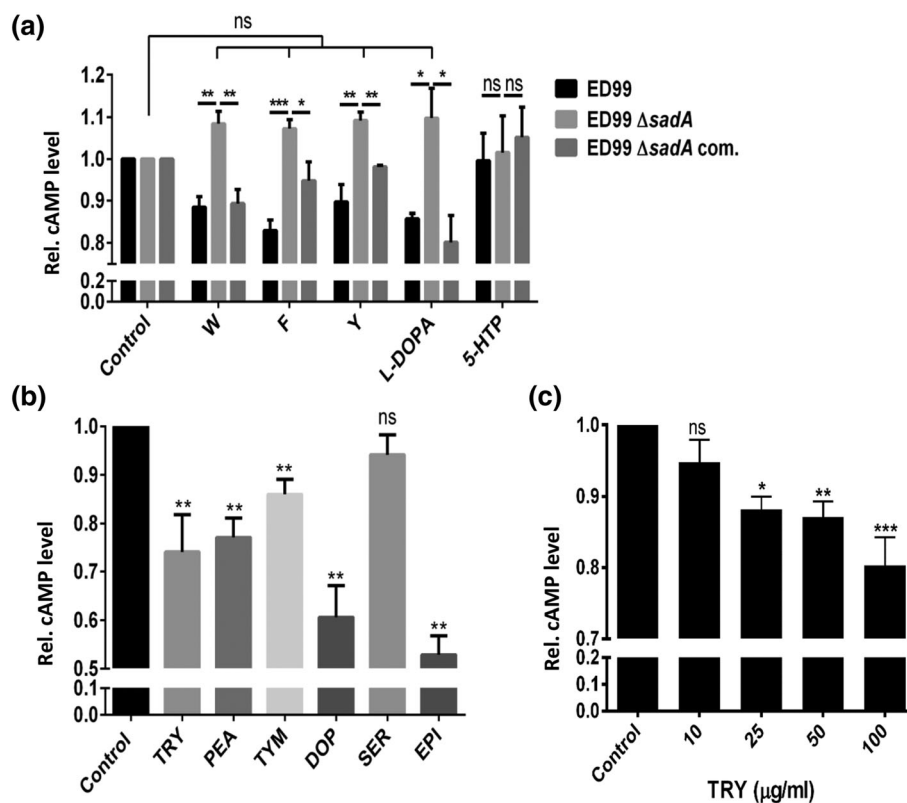 (a)
ns
** ** *** * ** ** * * ns ns
1.2
1.1
1.0
0.9
0.8
0.2
0.0
Rel. cAMP level
Control W F Y L-DOPA 5-HTP
ED99
ED99 ΔsadA
ED99 ΔsadA com.
(b)
1.0
0.9
0.8
0.7
0.6
0.5
0.1
0.0
Rel. cAMP level
** ** ** ** ns **
Control TRY PEA TYM DOP SER EPI
(c)
1.0
0.9
0.8
0.7
0.2
0.1
0.0
Rel. cAMP level
ns * ** ***
Control 10 25 50 100
TRY (µg/ml)